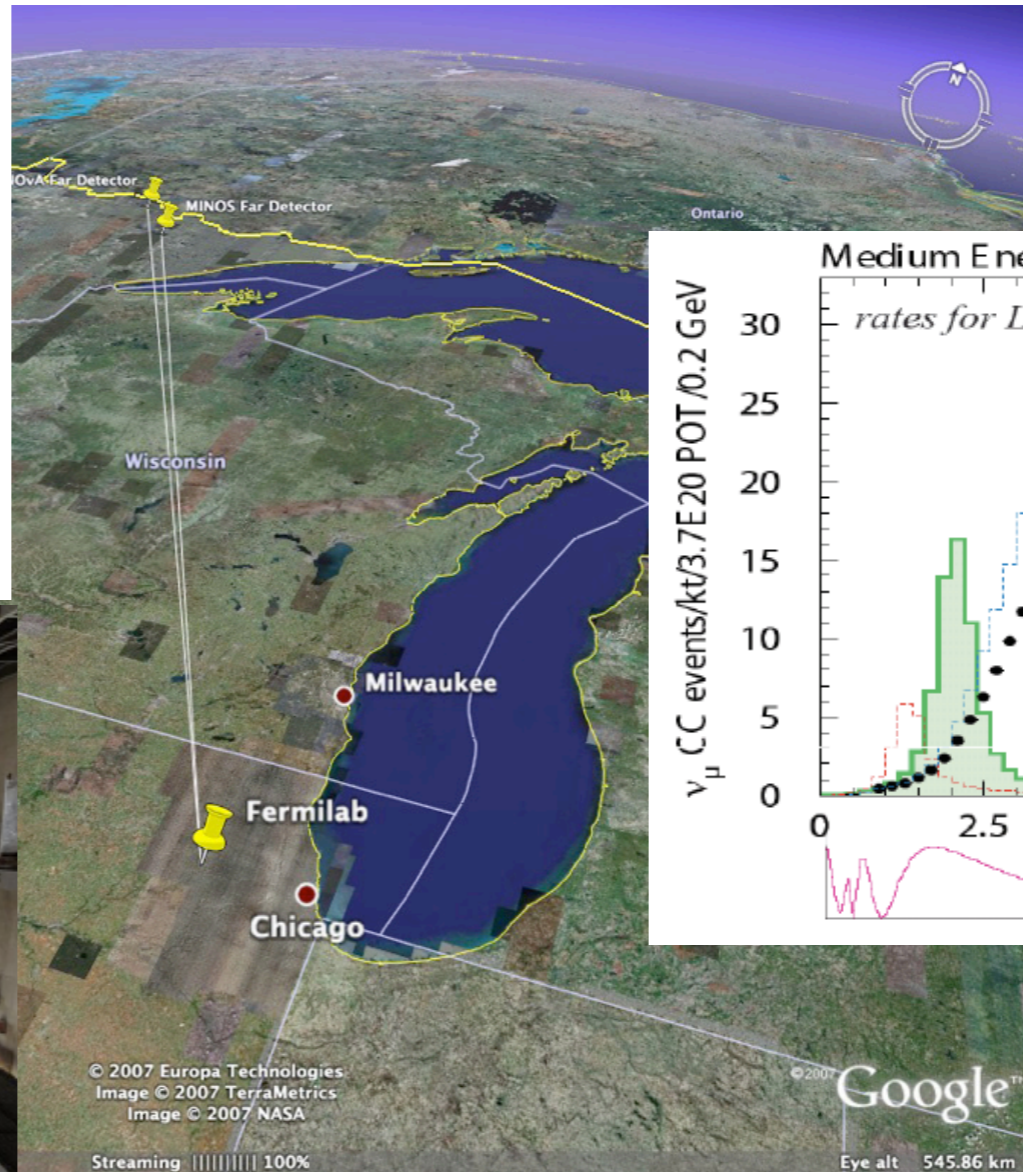 N
OvA Far Detector
MINOS Far Detector
Ontario
Wisconsin
Milwaukee
Fermilab
Chicago
Medium Ene
rates for L
ν_μ CC events/kt/3.7E20 POT/0.2 GeV
30
25
20
15
10
5
0
0 2.5
© 2007 Europa Technologies
Image © 2007 TerraMetrics
Image © 2007 NASA
© 2007
Google™
Streaming |||||||||| 100%
Eye alt 545.86 km